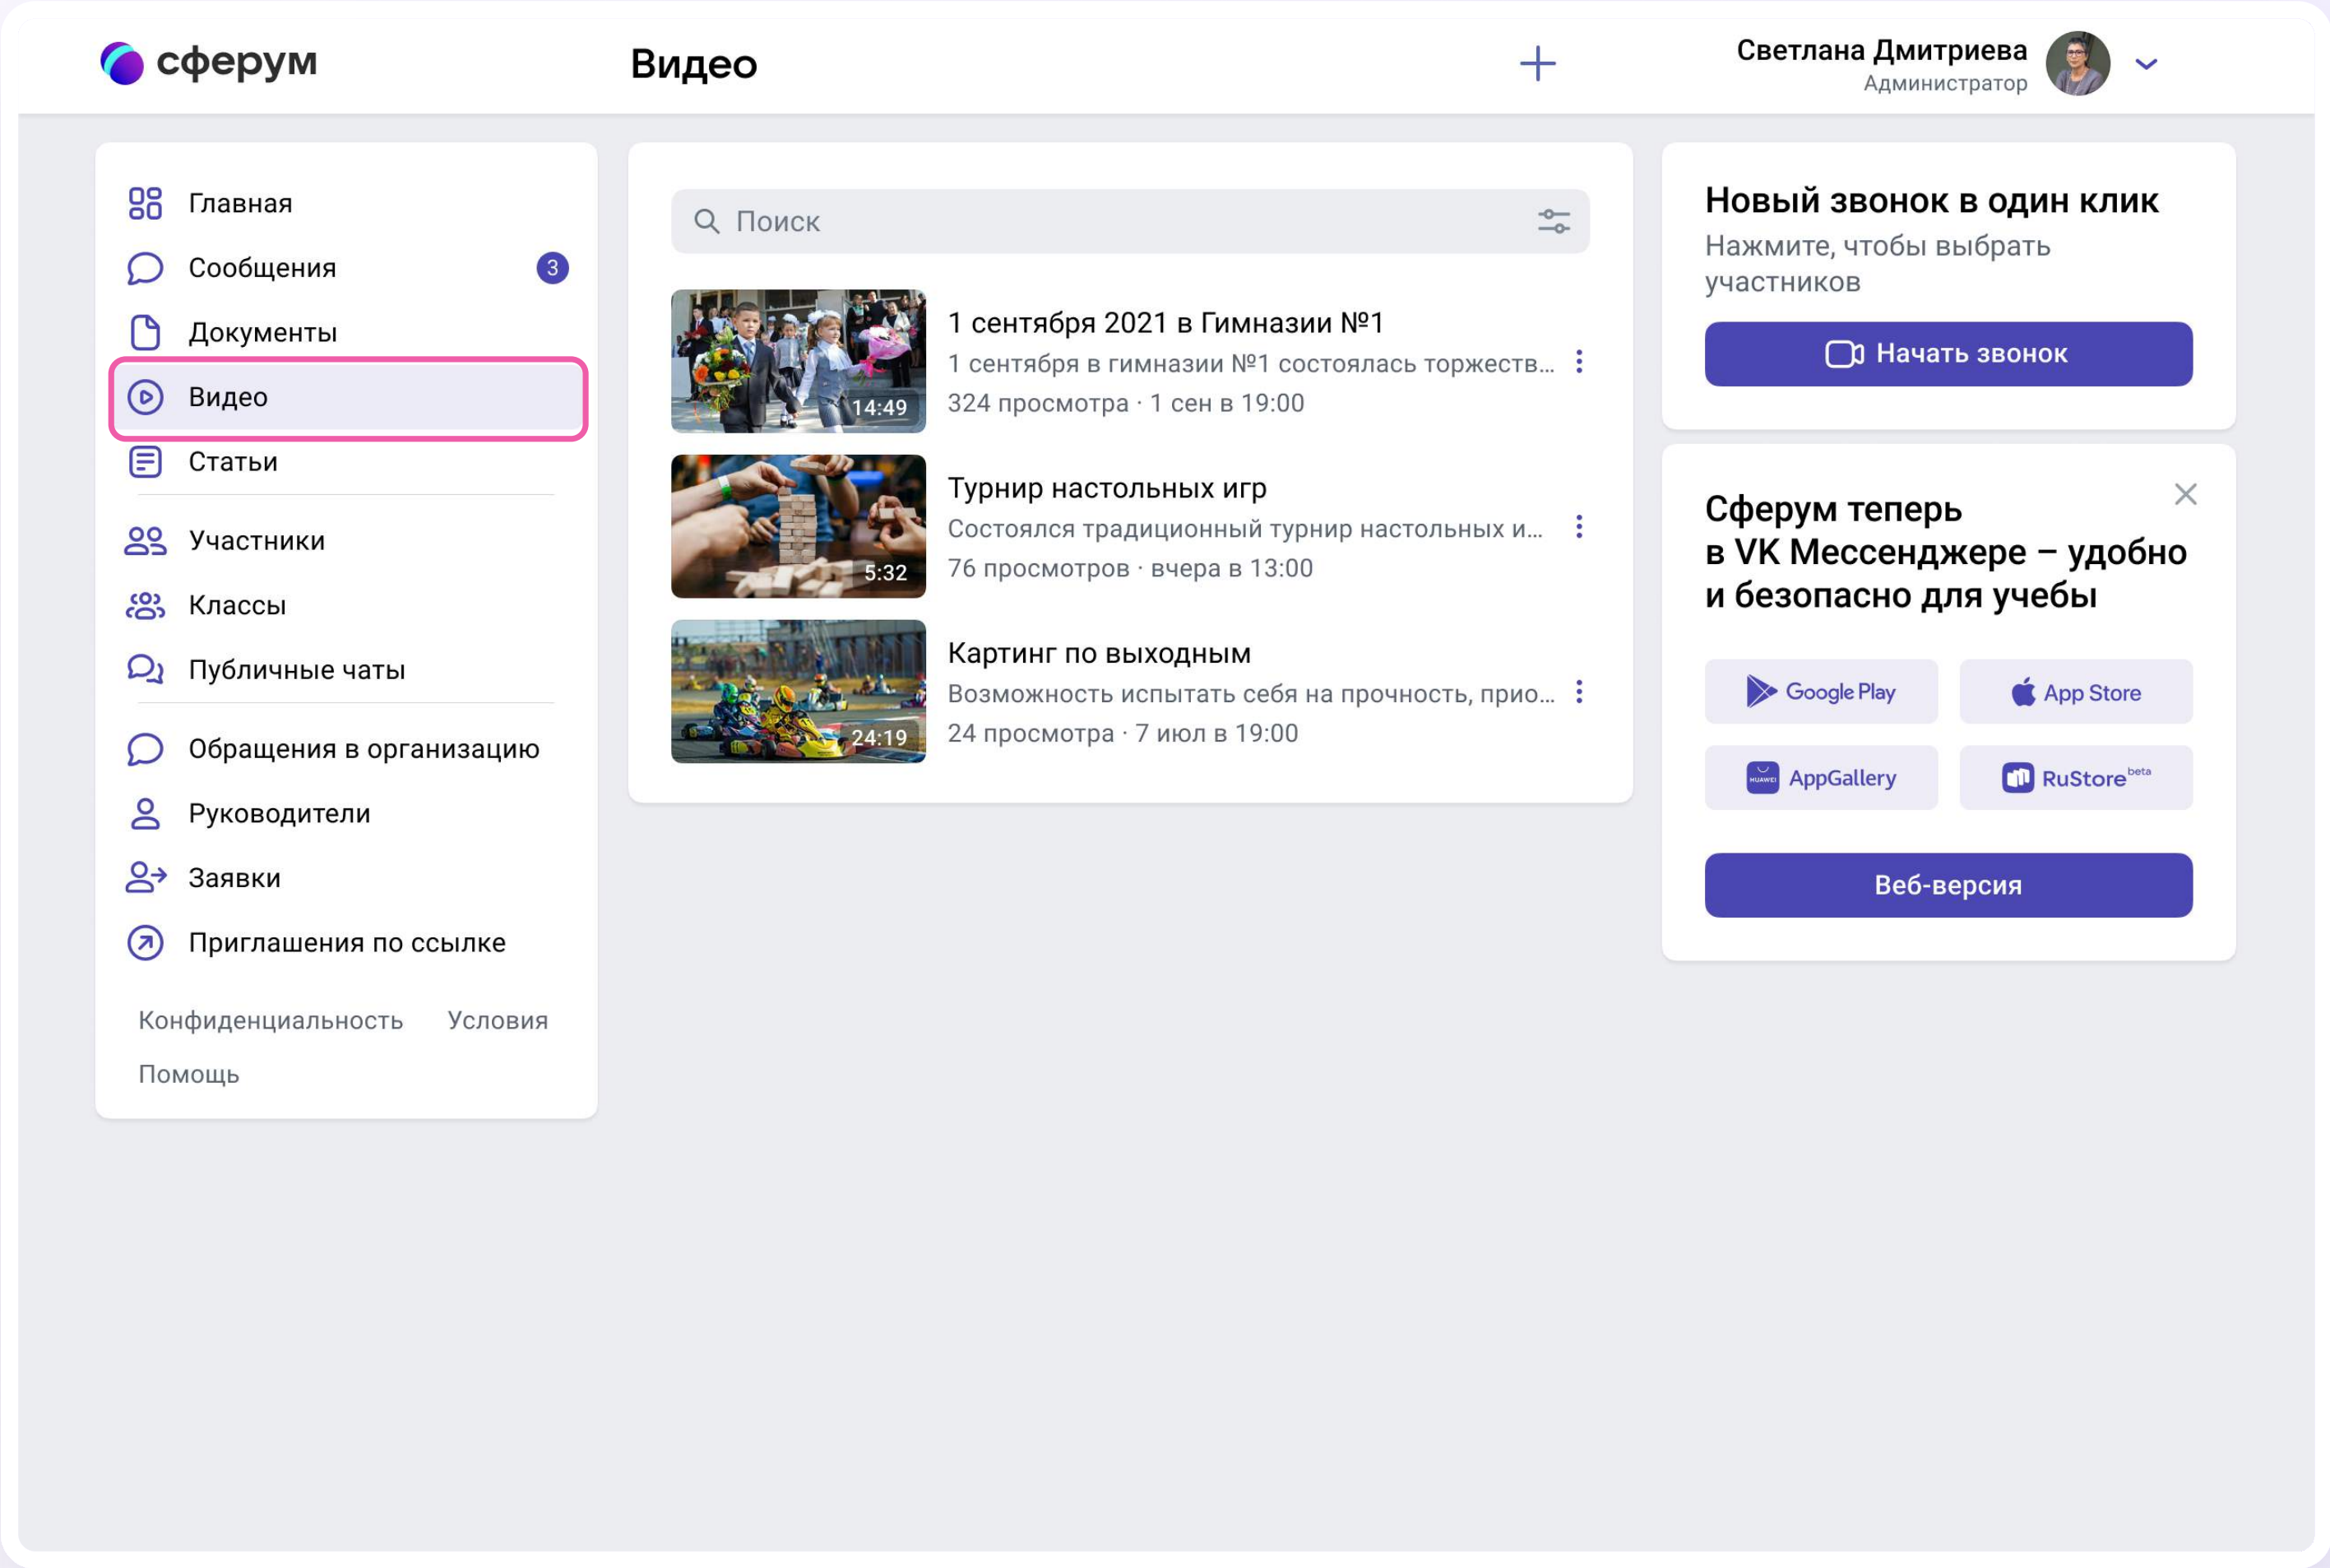 сферум
Видео
Светлана Дмитриева
Администратор
Главная
Сообщения
3
Документы
Видео
Статьи
Участники
Классы
Публичные чаты
Обращения в организацию
Руководители
Заявки
Приглашения по ссылке
Конфиденциальность Условия
Помощь
Поиск
14:49
1 сентября 2021 в Гимназии №1
1 сентября в гимназии №1 состоялась торжеств...
324 просмотра · 1 сен в 19:00
5:32
Турнир настольных игр
Состоялся традиционный турнир настольных и...
76 просмотров · вчера в 13:00
24:19
Картинг по выходным
Возможность испытать себя на прочность, прио...
24 просмотра · 7 июл в 19:00
Новый звонок в один клик
Нажмите, чтобы выбрать
участников
Начать звонок
Сферум теперь
в VK Мессенджере – удобно
и безопасно для учебы
Google Play
App Store
HUAWEI AppGallery
RuStore beta
Веб-версия